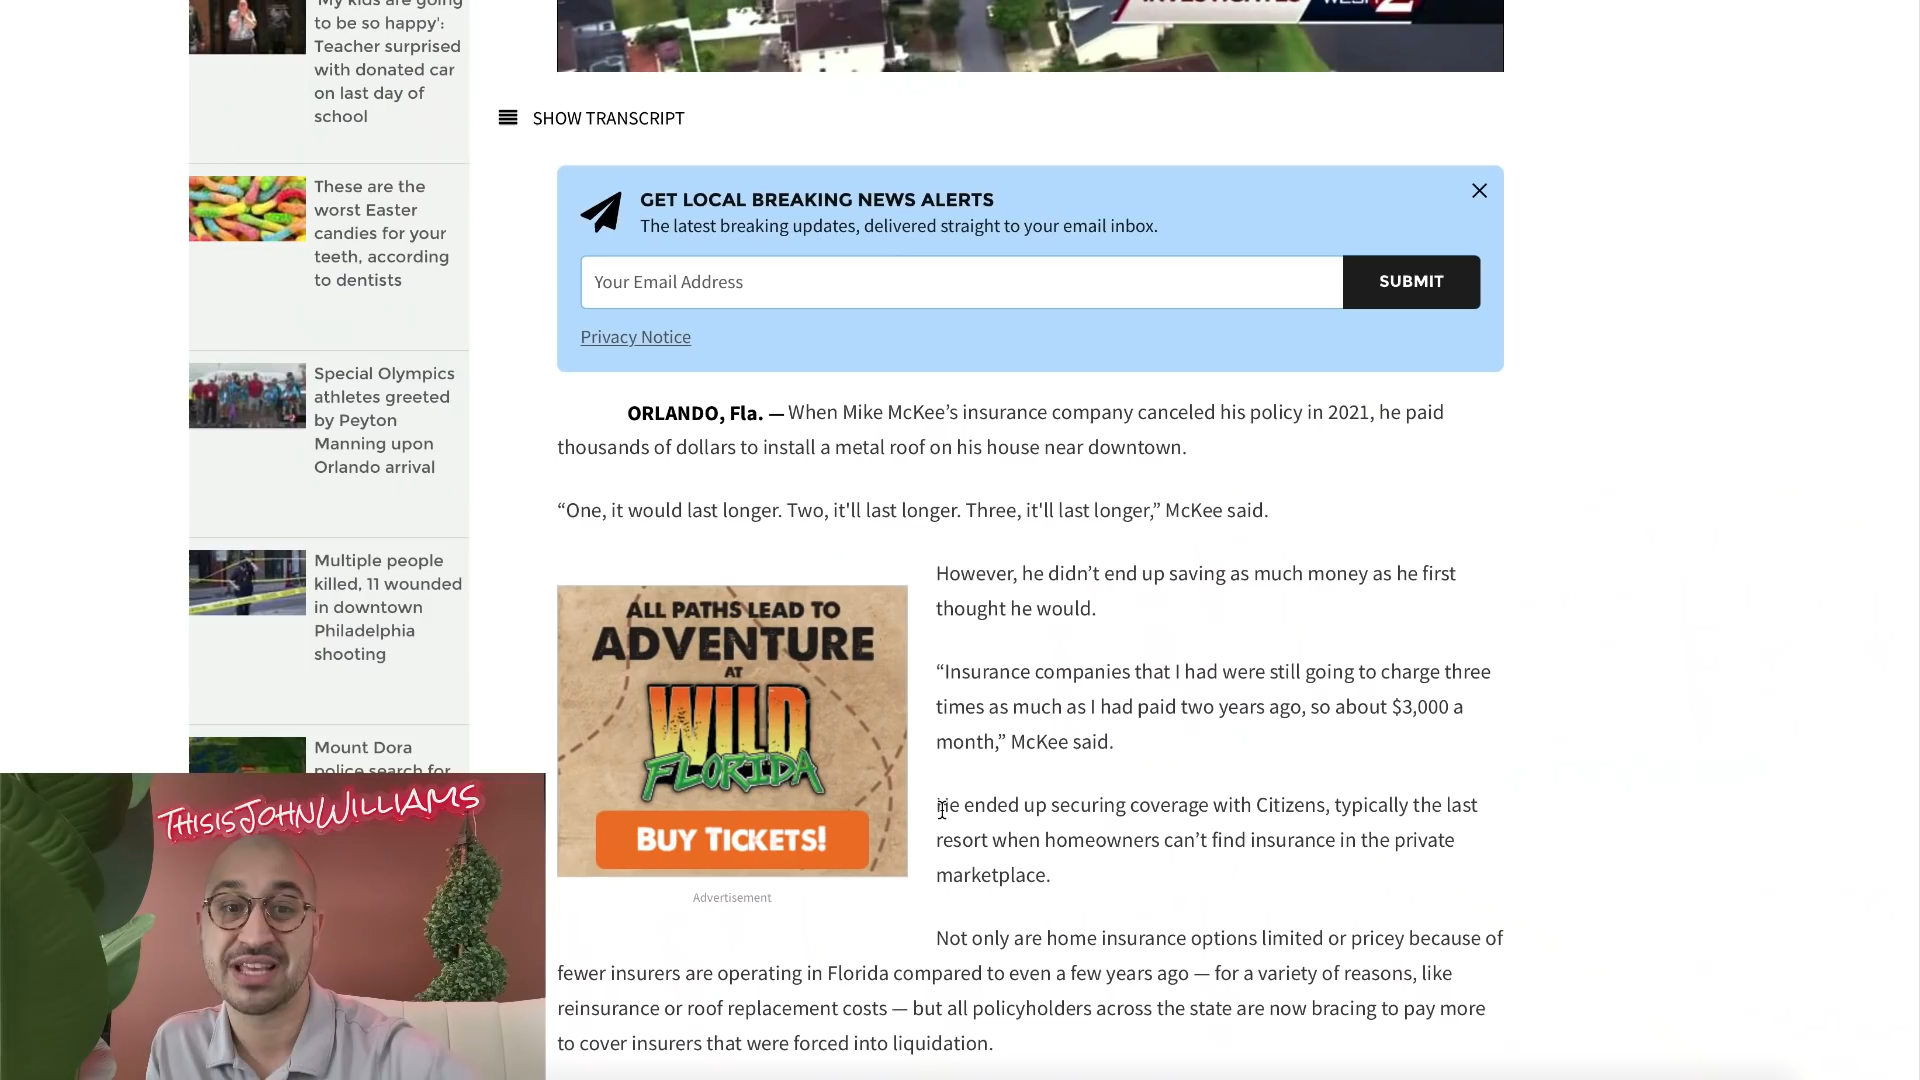 'My kids are going
to be so happy':
Teacher surprised
with donated car
on last day of
school
These are the
worst Easter
candies for your
teeth, according
to dentists
Special Olympics
athletes greeted
by Peyton
Manning upon
Orlando arrival
Multiple people
killed, 11 wounded
in downtown
Philadelphia
shooting
Mount Dora
police search for
THISISJOHNWILLIAMS
INVESTIGATES WESH 2
SHOW TRANSCRIPT
GET LOCAL BREAKING NEWS ALERTS
The latest breaking updates, delivered straight to your email inbox.
Your Email Address
SUBMIT
Privacy Notice
ORLANDO, Fla. — When Mike McKee’s insurance company canceled his policy in 2021, he paid
thousands of dollars to install a metal roof on his house near downtown.
“One, it would last longer. Two, it'll last longer. Three, it'll last longer,” McKee said.
However, he didn’t end up saving as much money as he first
thought he would.
“Insurance companies that I had were still going to charge three
times as much as I had paid two years ago, so about $3,000 a
month,” McKee said.
He ended up securing coverage with Citizens, typically the last
resort when homeowners can’t find insurance in the private
marketplace.
ALL PATHS LEAD TO
ADVENTURE
AT
WILD
FLORIDA
BUY TICKETS!
Advertisement
Not only are home insurance options limited or pricey because of
fewer insurers are operating in Florida compared to even a few years ago — for a variety of reasons, like
reinsurance or roof replacement costs — but all policyholders across the state are now bracing to pay more
to cover insurers that were forced into liquidation.